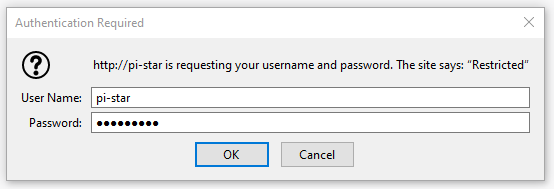 Authentication Required
http://pi-star is requesting your username and password. The site says: “Restricted”
User Name: pi-star
Password: ●●●●●●●●●
OK Cancel